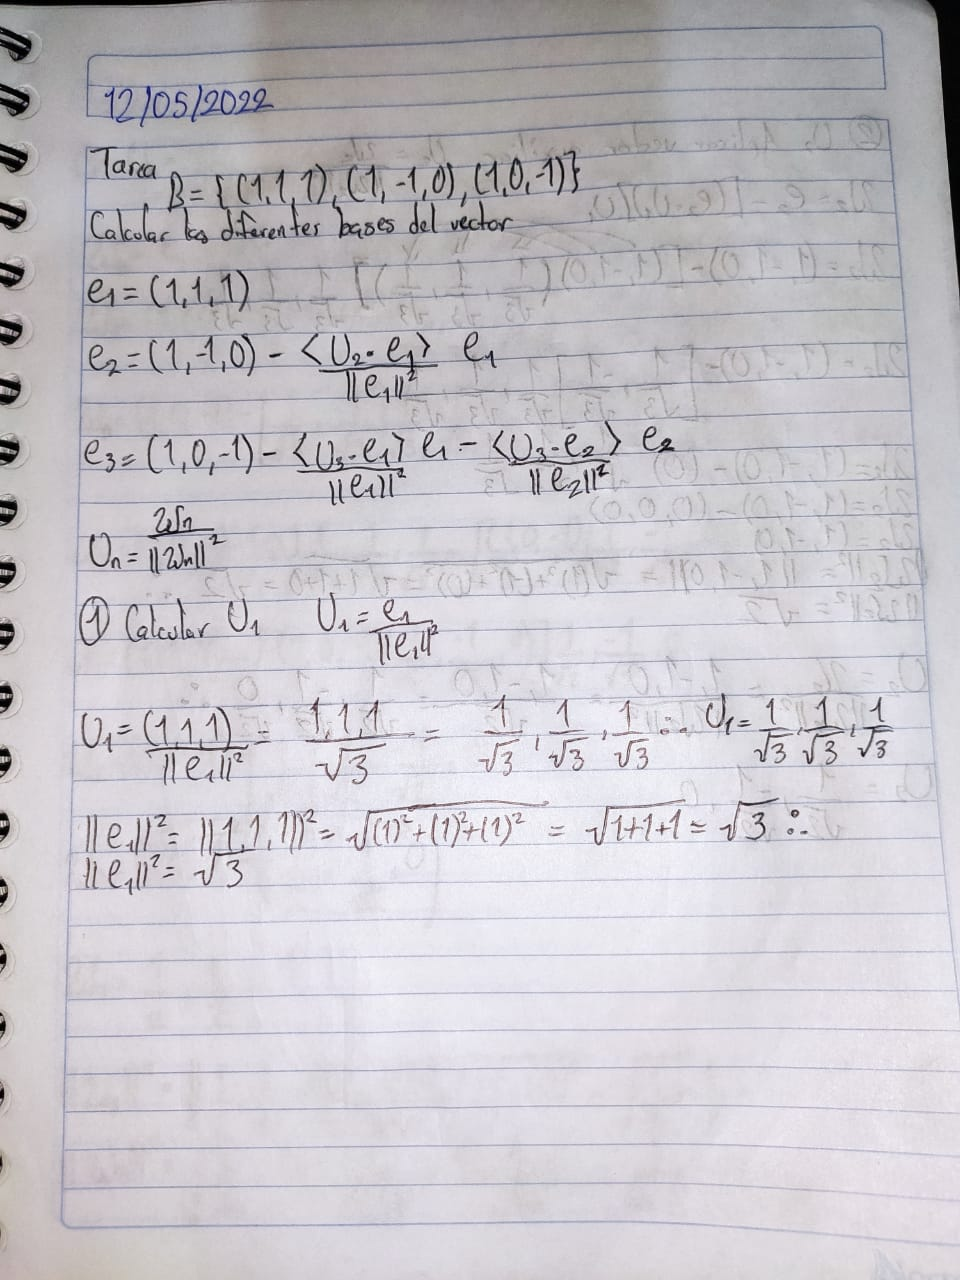 12/05/2022
Tarea
B = { (1,1,1), (1, -1,0), (1,0,-1)}
Calcular las diferentes bases del vector
e₁ = (1,1,1)
e₂ = (1,-1,0) - <U₂·e₁> / ||e₁||² e₁
e₃ = (1,0,-1) - <U₃·e₁> / ||e₁||² e₁ - <U₃·e₂> / ||e₂||² e₂
Uₙ = 𝒲ₙ / ||𝒲ₙ||²
① Calcular U₁ U₁ = e₁ / ||e₁||²
U₁ = (1,1,1) / ||e₁||² = 1,1,1 / √3 = 1/√3, 1/√3, 1/√3 ∴ U₁ = 1/√3, 1/√3, 1/√3
||e₁||² = ||1,1,1||² = √(1)²+(1)²+(1)² = √1+1+1 = √3 ∴
||e₁||² = √3